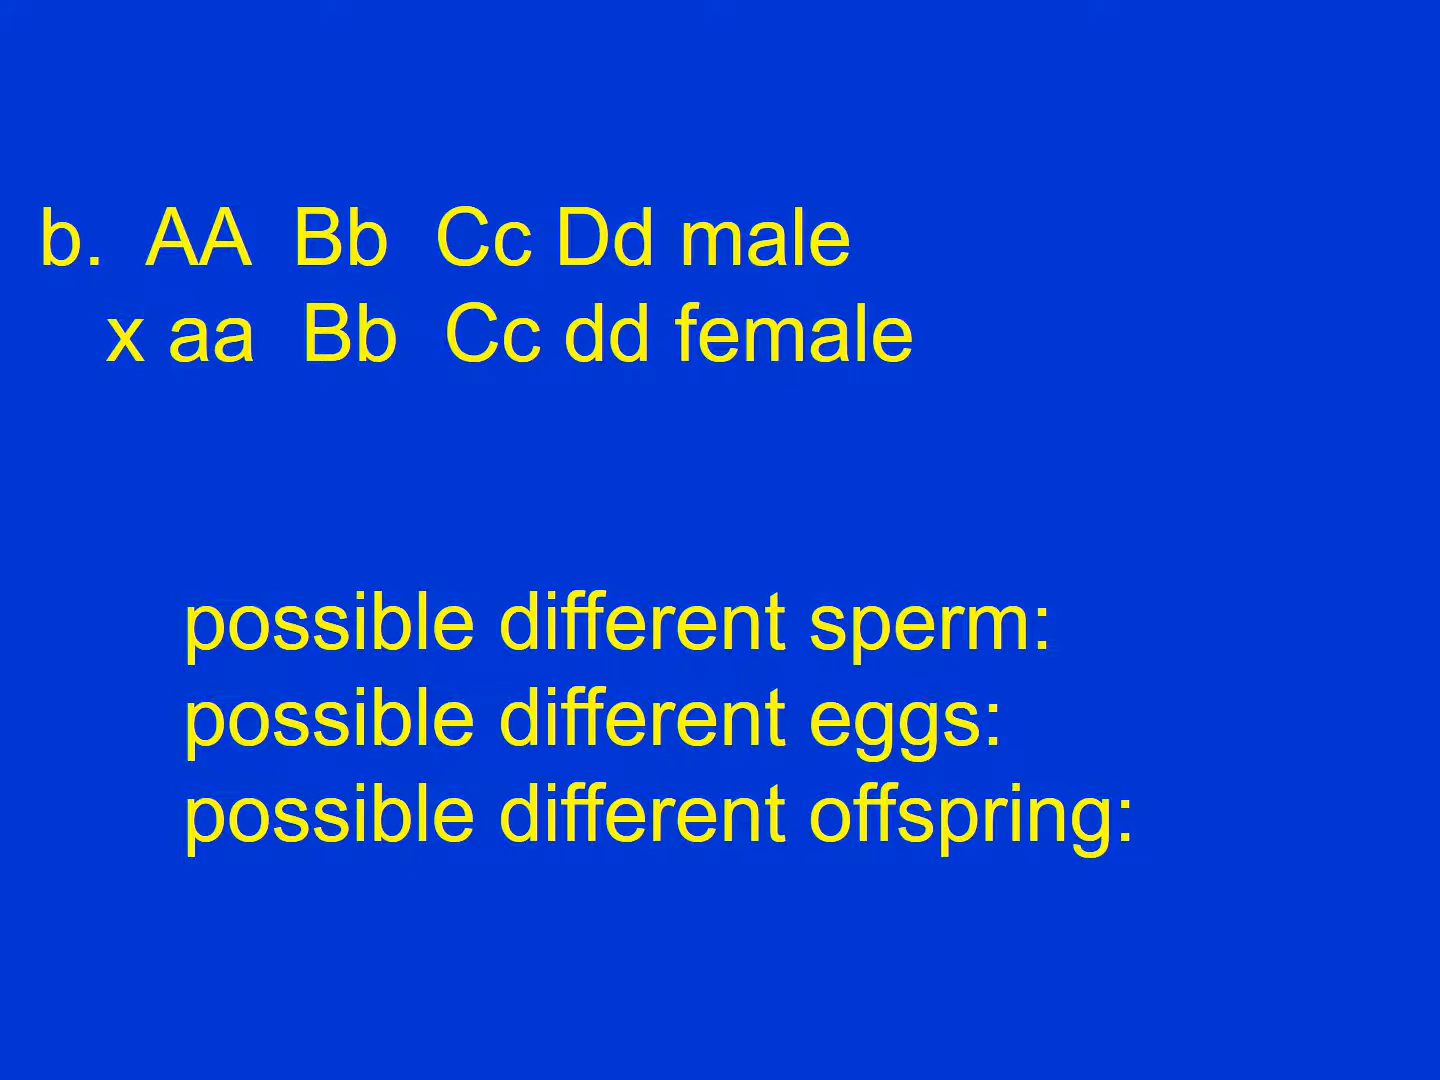 b. AA Bb Cc Dd male
x aa Bb Cc dd female
possible different sperm:
possible different eggs:
possible different offspring: